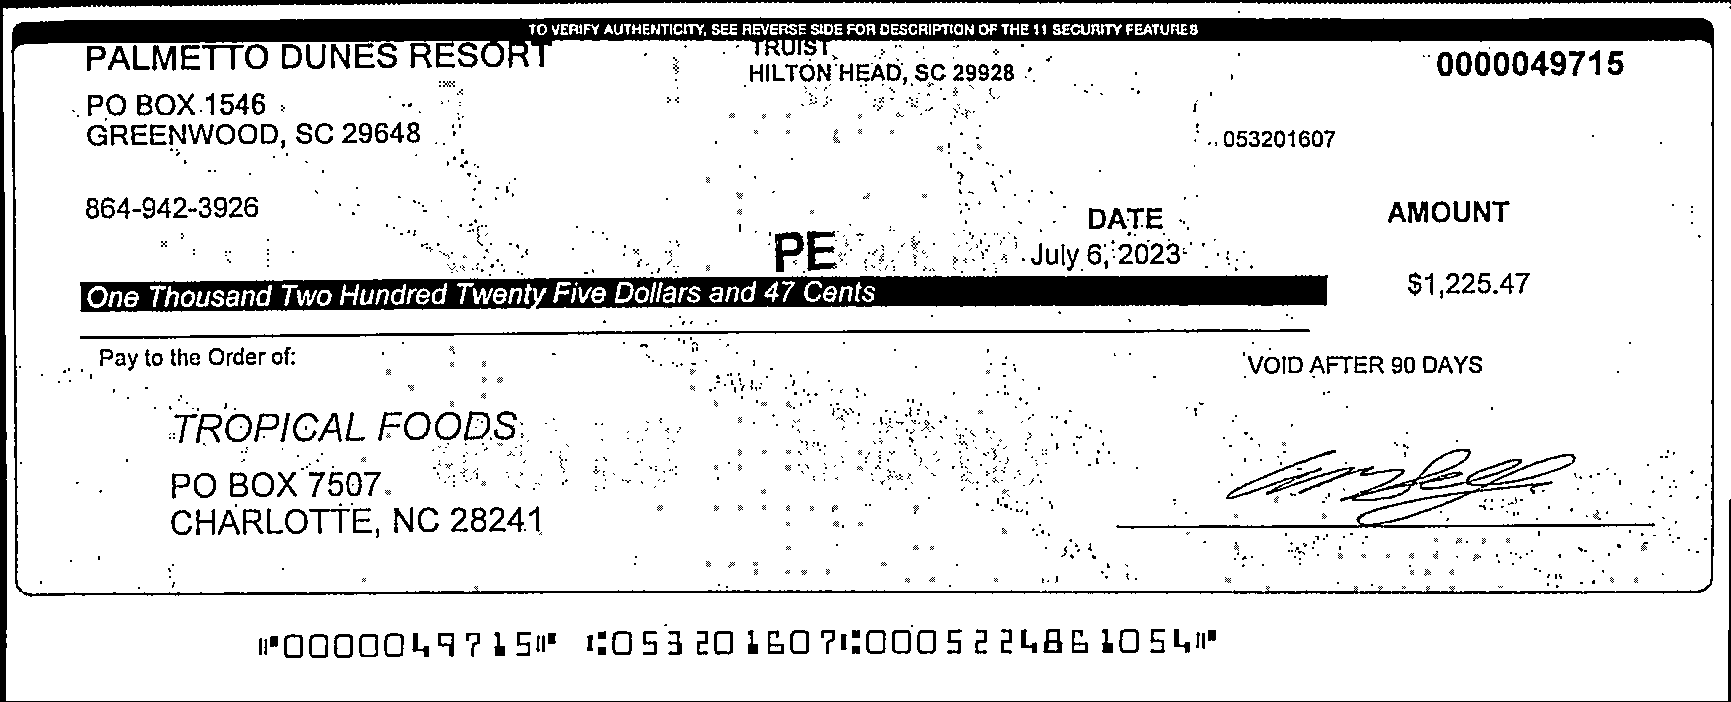 TO VERIFY AUTHENTICITY, SEE REVERSE SIDE FOR DESCRIPTION OF THE 11 SECURITY FEATURES
PALMETTO DUNES RESORT
TRUIST
HILTON HEAD, SC 29928
0000049715
PO BOX 1546
GREENWOOD, SC 29648
053201607
864-942-3926
DATE
AMOUNT
PE
July 6, 2023
$1,225.47
One Thousand Two Hundred Twenty Five Dollars and 47 Cents
Pay to the Order of:
VOID AFTER 90 DAYS
TROPICAL FOODS
PO BOX 7507
CHARLOTTE, NC 28241
⑈0000049715⑈ ⑆053201607⑆0005224861054⑈